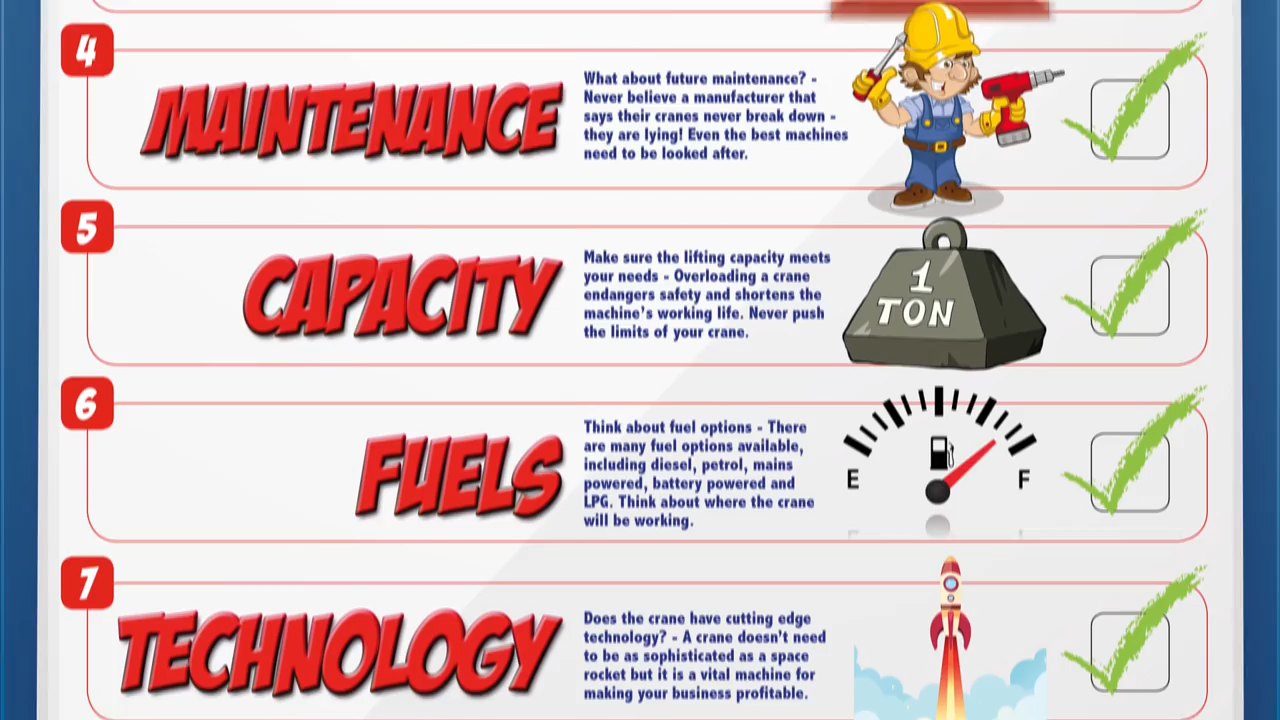 4
MAINTENANCE
What about future maintenance? -
Never believe a manufacturer that
says their cranes never break down -
they are lying! Even the best machines
need to be looked after.
5
CAPACITY
Make sure the lifting capacity meets
your needs - Overloading a crane
endangers safety and shortens the
machine's working life. Never push
the limits of your crane.
1
TON
6
FUELS
Think about fuel options - There
are many fuel options available,
including diesel, petrol, mains
powered, battery powered and
LPG. Think about where the crane
will be working.
E
F
7
TECHNOLOGY
Does the crane have cutting edge
technology? - A crane doesn't need
to be as sophisticated as a space
rocket but it is a vital machine for
making your business profitable.